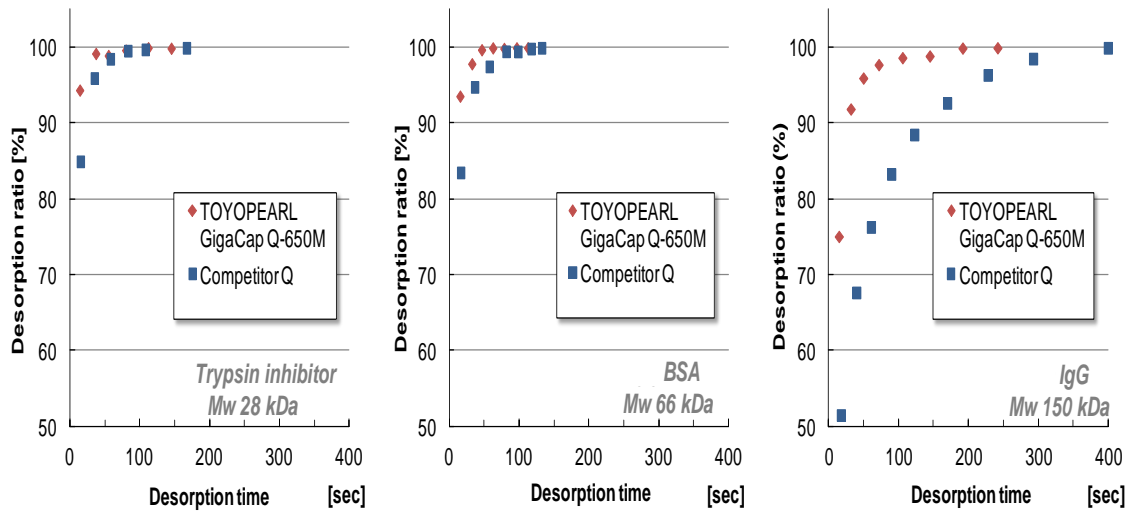 Desorption ratio [%]
100
90
80
70
60
50
0
100
200
300
400
Desorption time
[sec]
TOYOPEARL
GigaCap Q-650M
Competitor Q
Trypsin inhibitor
Mw 28 kDa
Desorption ratio [%]
100
90
80
70
60
50
0
100
200
300
400
Desorption time
[sec]
TOYOPEARL
GigaCap Q-650M
Competitor Q
BSA
Mw 66 kDa
Desorption ratio (%)
100
90
80
70
60
50
0
100
200
300
400
Desorption time
[sec]
TOYOPEARL
GigaCap Q-650M
Competitor Q
IgG
Mw 150 kDa